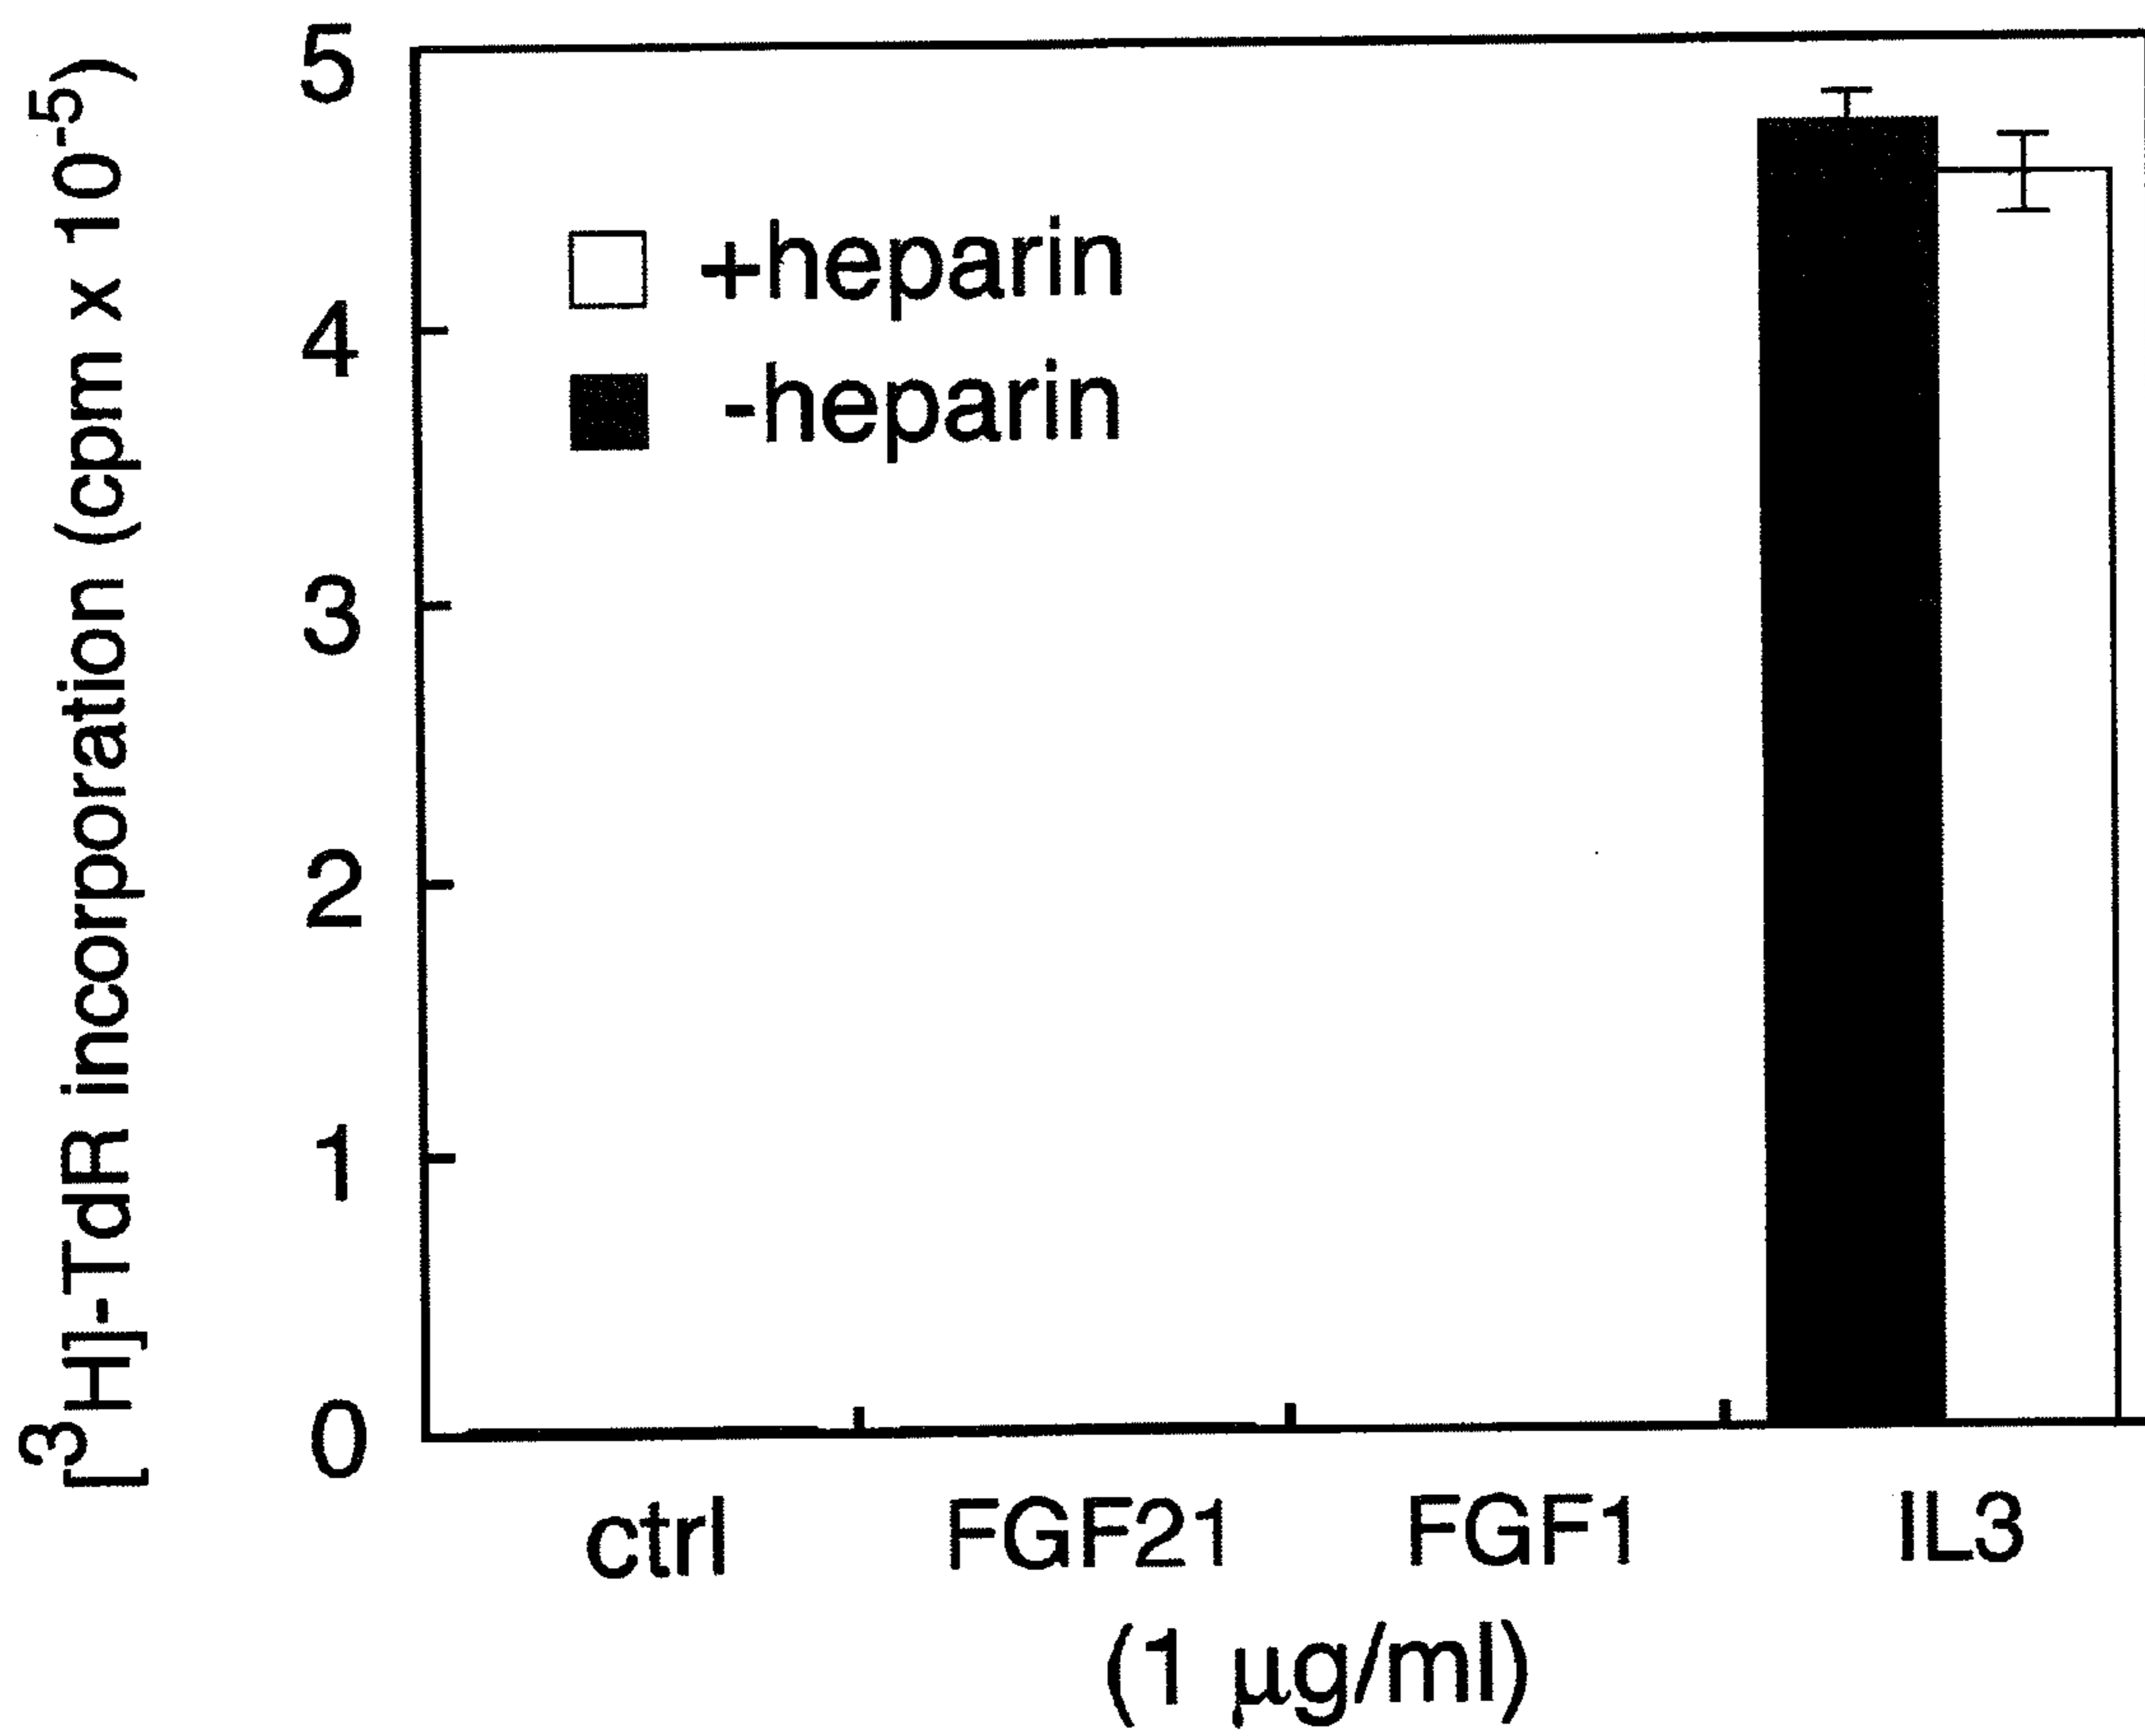 [³H]-TdR incorporation (cpm x 10⁻⁵)
5
4
3
2
1
0
+heparin
-heparin
ctrl FGF21 FGF1 IL3
(1 µg/ml)